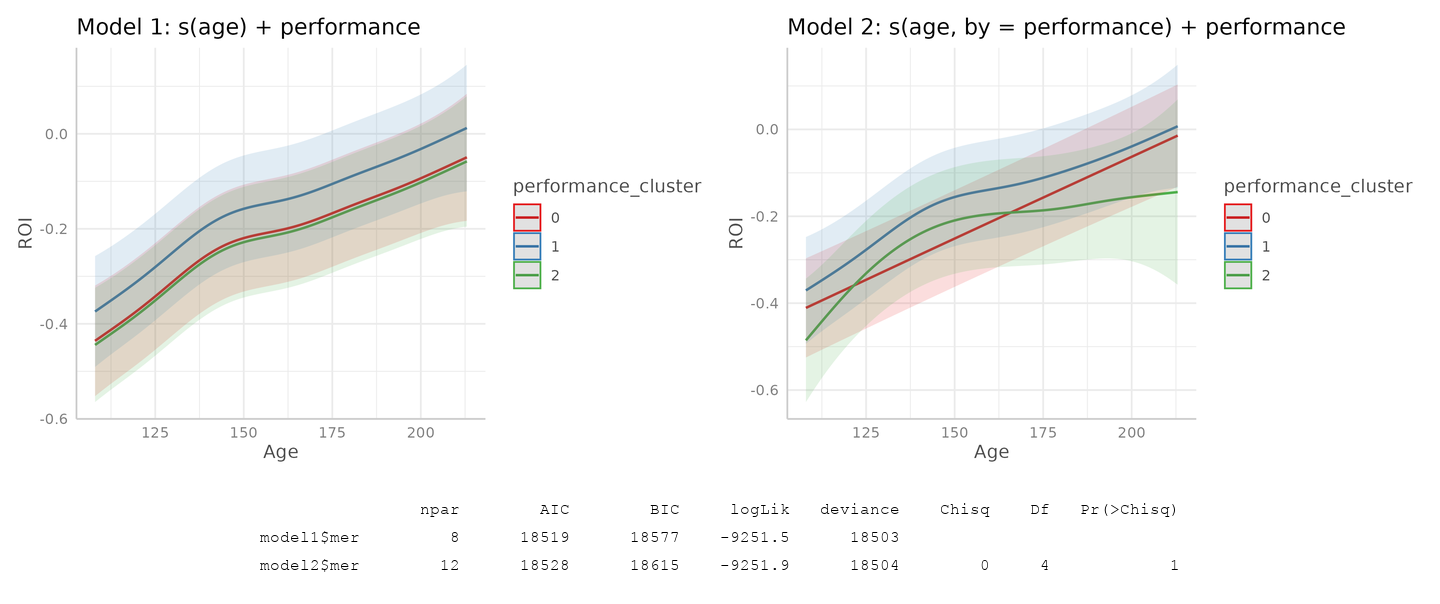 Model 1: s(age) + performance
0.0
-0.2
-0.4
-0.6
ROI
125 150 175 200
Age
performance_cluster
0
1
2
Model 2: s(age, by = performance) + performance
0.0
-0.2
-0.4
-0.6
ROI
125 150 175 200
Age
performance_cluster
0
1
2
npar AIC BIC logLik deviance Chisq Df Pr(>Chisq)
model1$mer 8 18519 18577 -9251.5 18503
model2$mer 12 18528 18615 -9251.9 18504 0 4 1